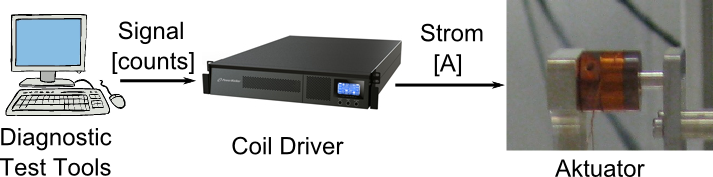 Signal
[counts]
Strom
[A]
Diagnostic
Test Tools
Coil Driver
Aktuator